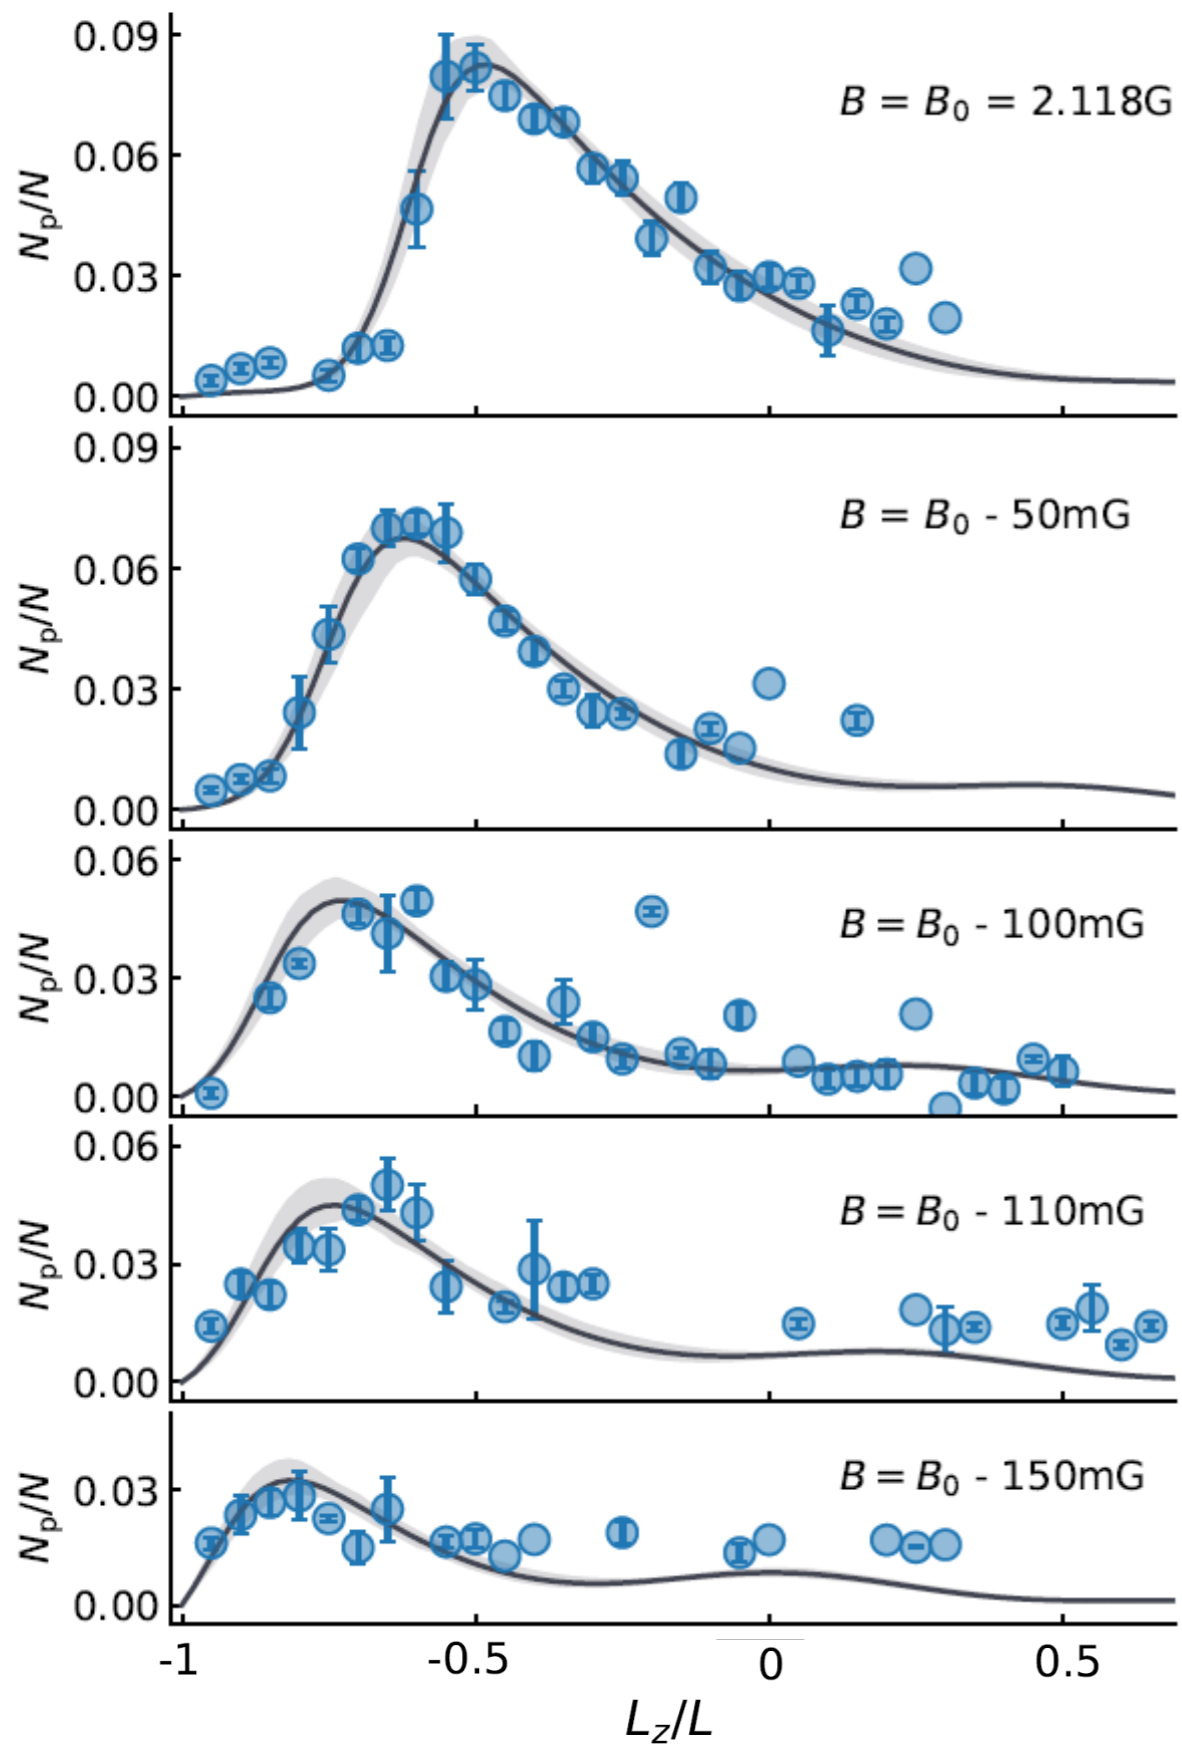 0.09
0.06
0.03
0.00
Np/N
B = B0 = 2.118G
0.09
0.06
0.03
0.00
Np/N
B = B0 - 50mG
0.06
0.03
0.00
Np/N
B = B0 - 100mG
0.06
0.03
0.00
Np/N
B = B0 - 110mG
0.03
0.00
Np/N
B = B0 - 150mG
-1 -0.5 0 0.5
Lz/L